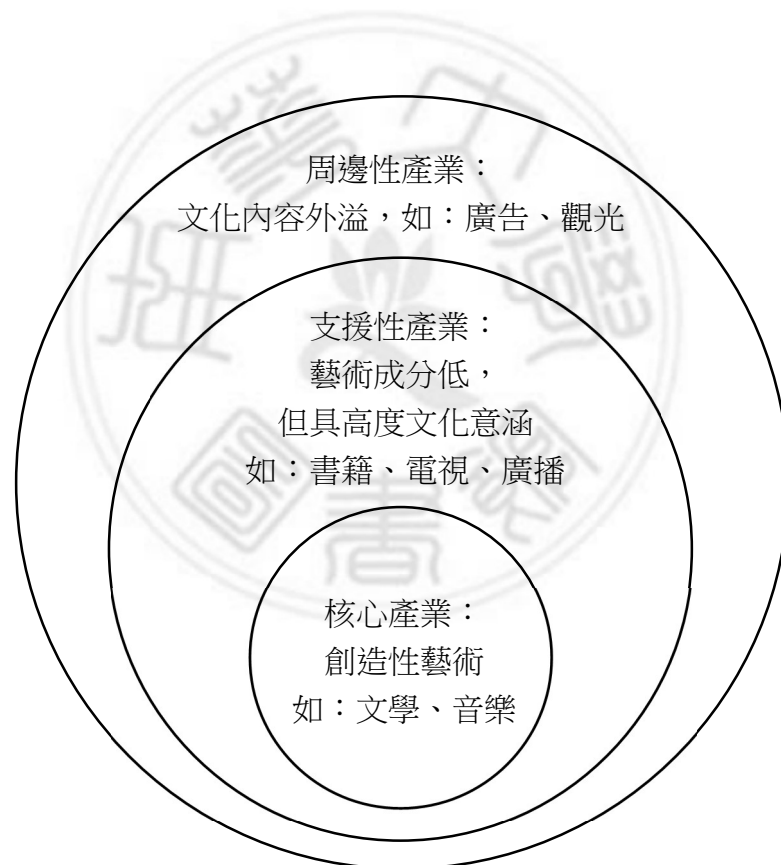 周邊性產業：
文化內容外溢，如：廣告、觀光
支援性產業：
藝術成分低，
但具高度文化意涵
如：書籍、電視、廣播
核心產業：
創造性藝術
如：文學、音樂